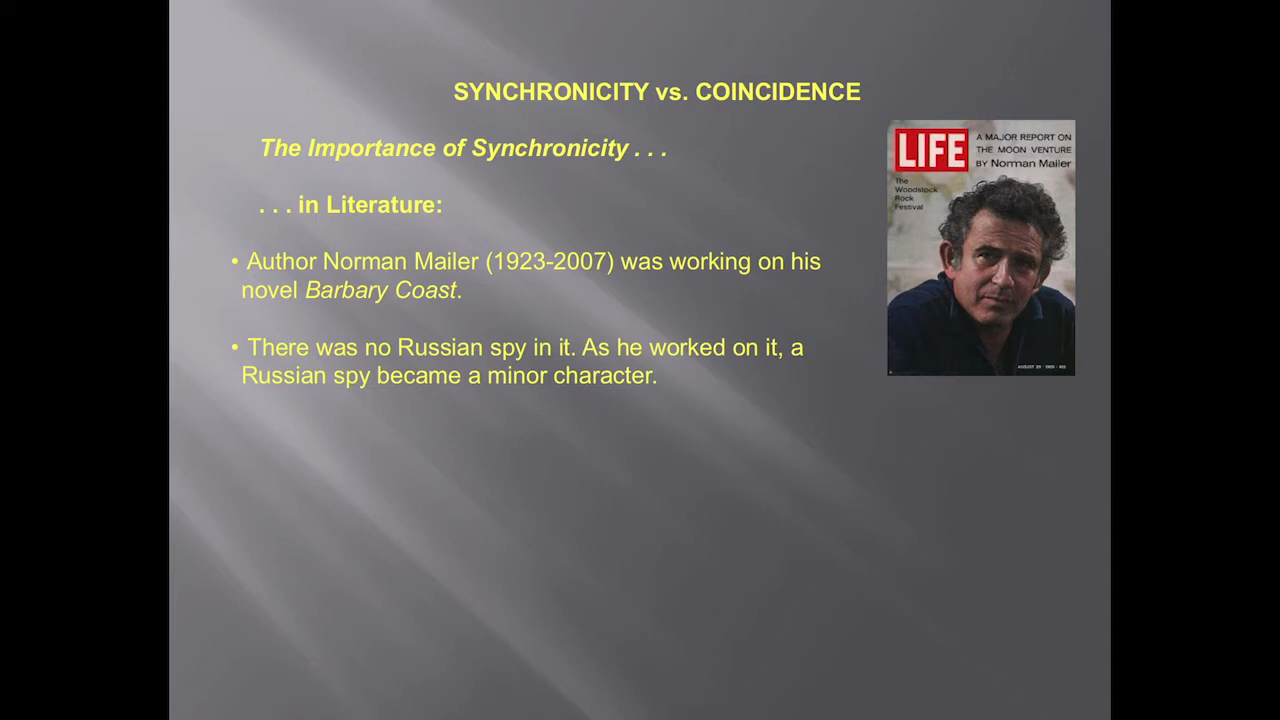 SYNCHRONICITY vs. COINCIDENCE
The Importance of Synchronicity . . .
. . . in Literature:
• Author Norman Mailer (1923-2007) was working on his
novel Barbary Coast.
• There was no Russian spy in it. As he worked on it, a
Russian spy became a minor character.
LIFE
A MAJOR REPORT ON
THE MOON VENTURE
BY Norman Mailer
The
Woodstock
Rock
Festival